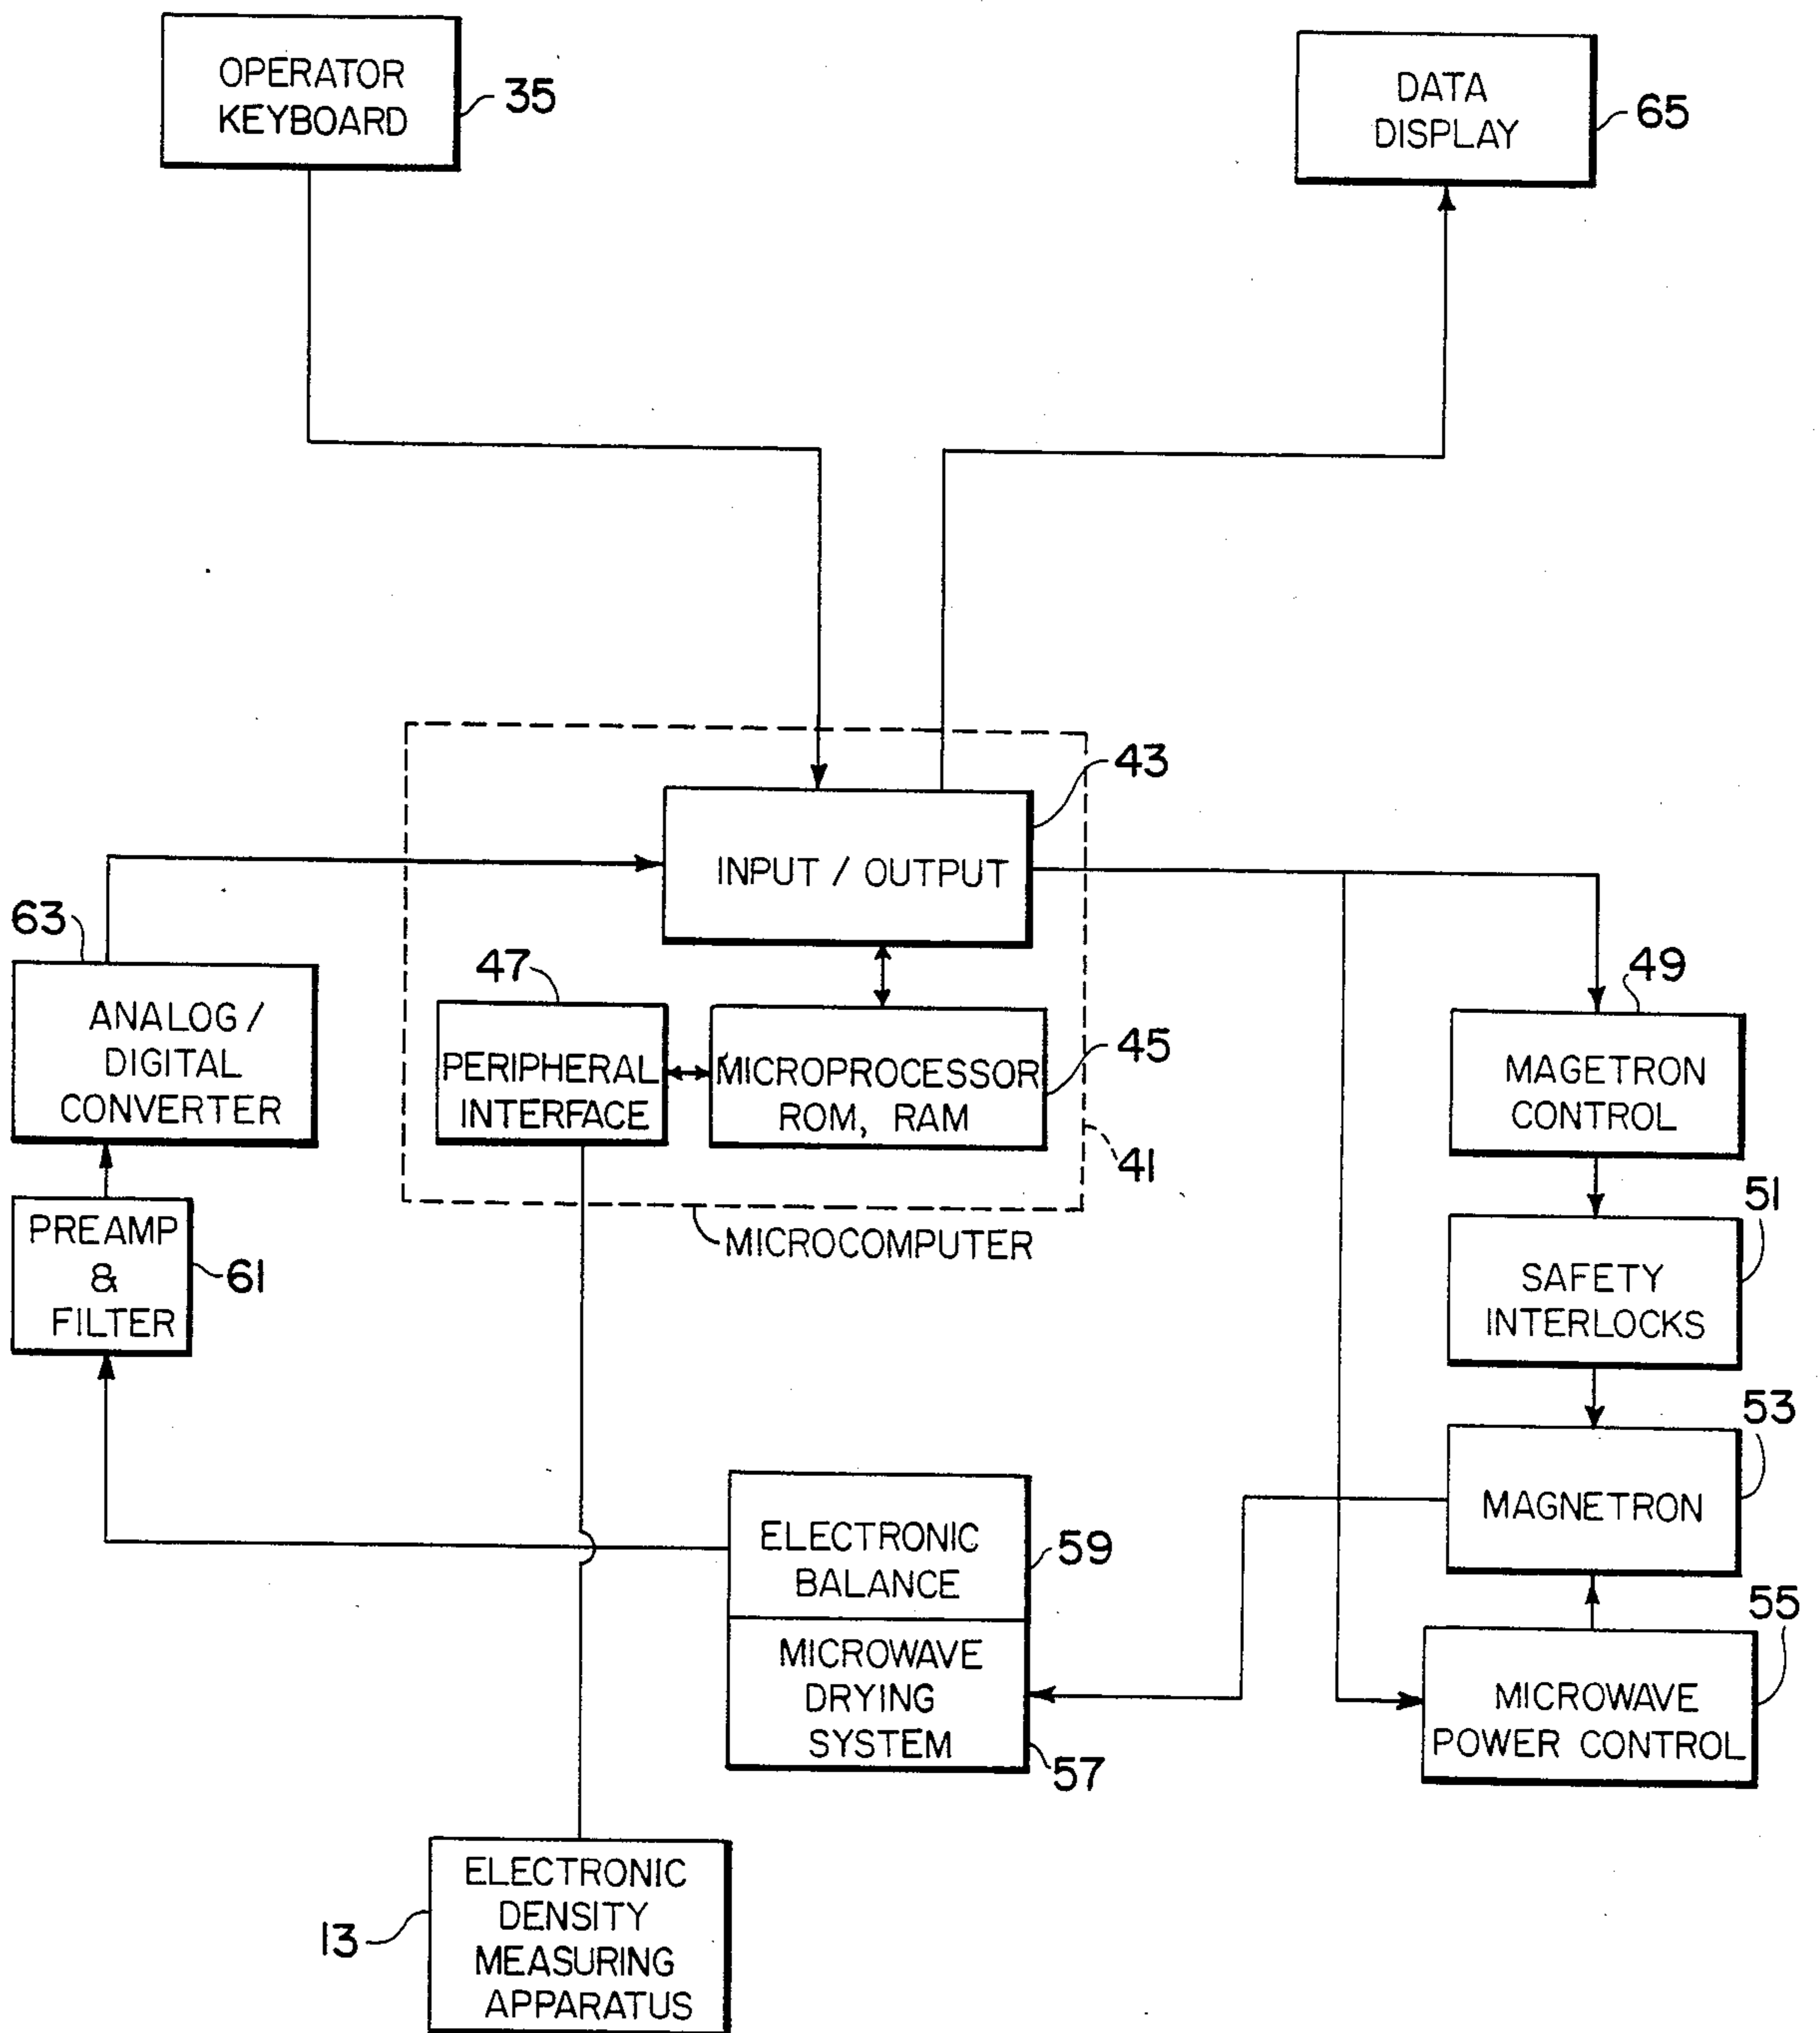 OPERATOR
KEYBOARD
35
DATA
DISPLAY
65
43
INPUT / OUTPUT
63
ANALOG /
DIGITAL
CONVERTER
47
PERIPHERAL
INTERFACE
MICROPROCESSOR
ROM, RAM
45
41
MICROCOMPUTER
49
MAGETRON
CONTROL
PREAMP
&
FILTER
61
51
SAFETY
INTERLOCKS
53
MAGNETRON
ELECTRONIC
BALANCE
59
MICROWAVE
DRYING
SYSTEM
57
55
MICROWAVE
POWER CONTROL
13
ELECTRONIC
DENSITY
MEASURING
APPARATUS